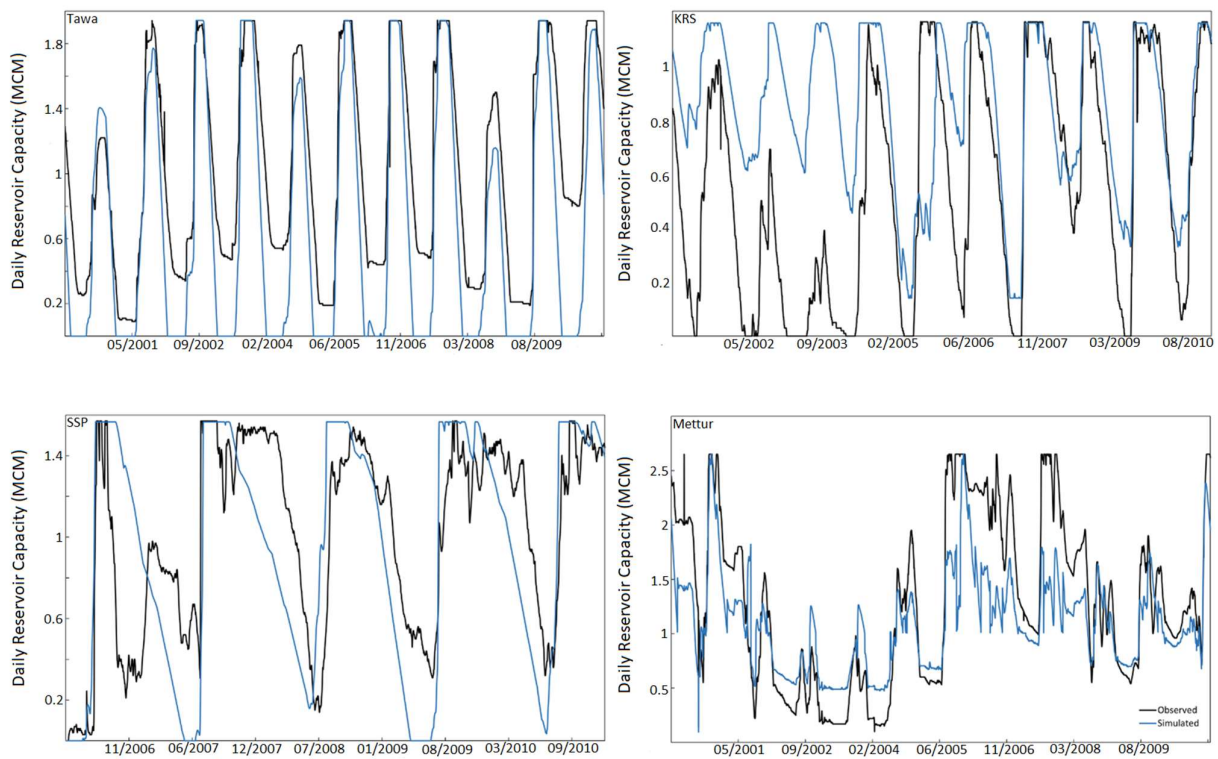 Tawa
Daily Reservoir Capacity (MCM)
1.8
1.4
1
0.6
0.2
05/2001 09/2002 02/2004 06/2005 11/2006 03/2008 08/2009
KRS
Daily Reservoir Capacity (MCM)
1
0.8
0.6
0.4
0.2
05/2002 09/2003 02/2005 06/2006 11/2007 03/2009 08/2010
SSP
Daily Reservoir Capacity (MCM)
1.4
1
0.6
0.2
11/2006 06/2007 12/2007 07/2008 01/2009 08/2009 03/2010 09/2010
Mettur
Daily Reservoir Capacity (MCM)
2.5
2
1.5
1
0.5
Observed
Simulated
05/2001 09/2002 02/2004 06/2005 11/2006 03/2008 08/2009